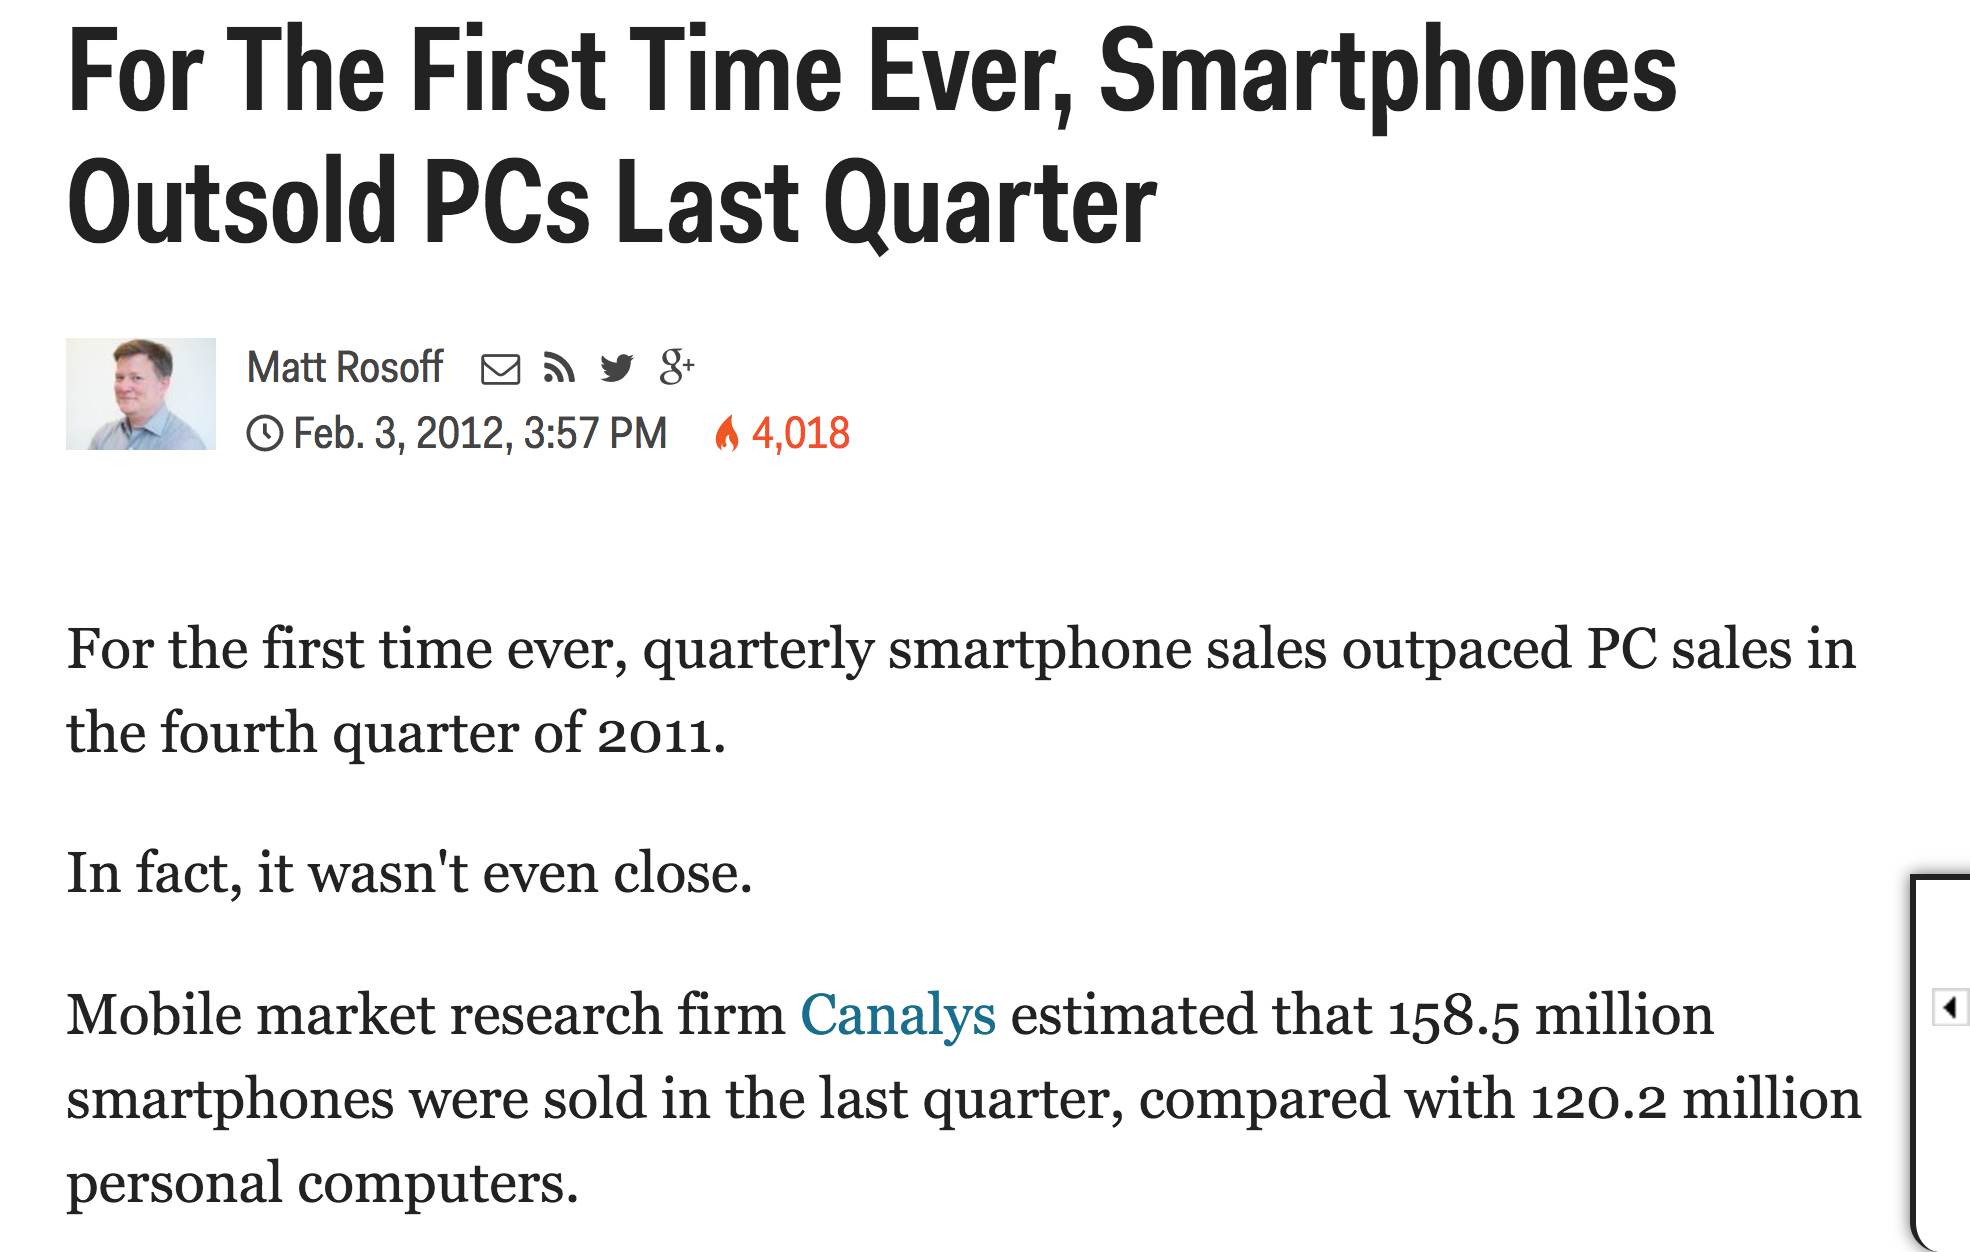 For The First Time Ever, Smartphones
Outsold PCs Last Quarter
Matt Rosoff
Feb. 3, 2012, 3:57 PM 4,018
For the first time ever, quarterly smartphone sales outpaced PC sales in
the fourth quarter of 2011.
In fact, it wasn't even close.
Mobile market research firm Canalys estimated that 158.5 million
smartphones were sold in the last quarter, compared with 120.2 million
personal computers.